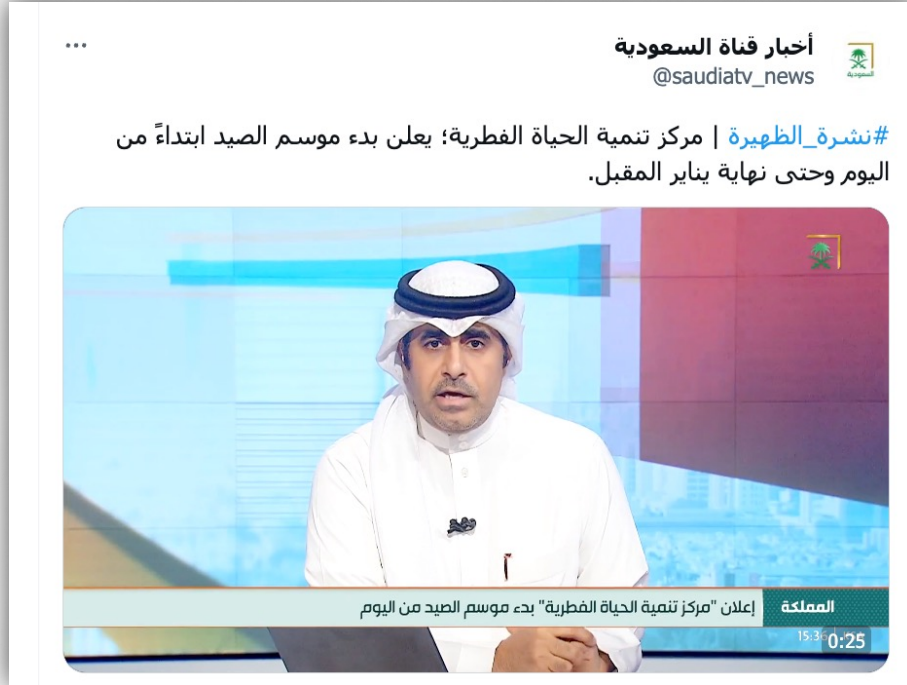 أخبار قناة السعودية
@saudiatv_news
السعودية
#نشرة_الظهيرة | مركز تنمية الحياة الفطرية؛ يعلن بدء موسم الصيد ابتداءً من
اليوم وحتى نهاية يناير المقبل.
المملكة
إعلان "مركز تنمية الحياة الفطرية" بدء موسم الصيد من اليوم
0:25